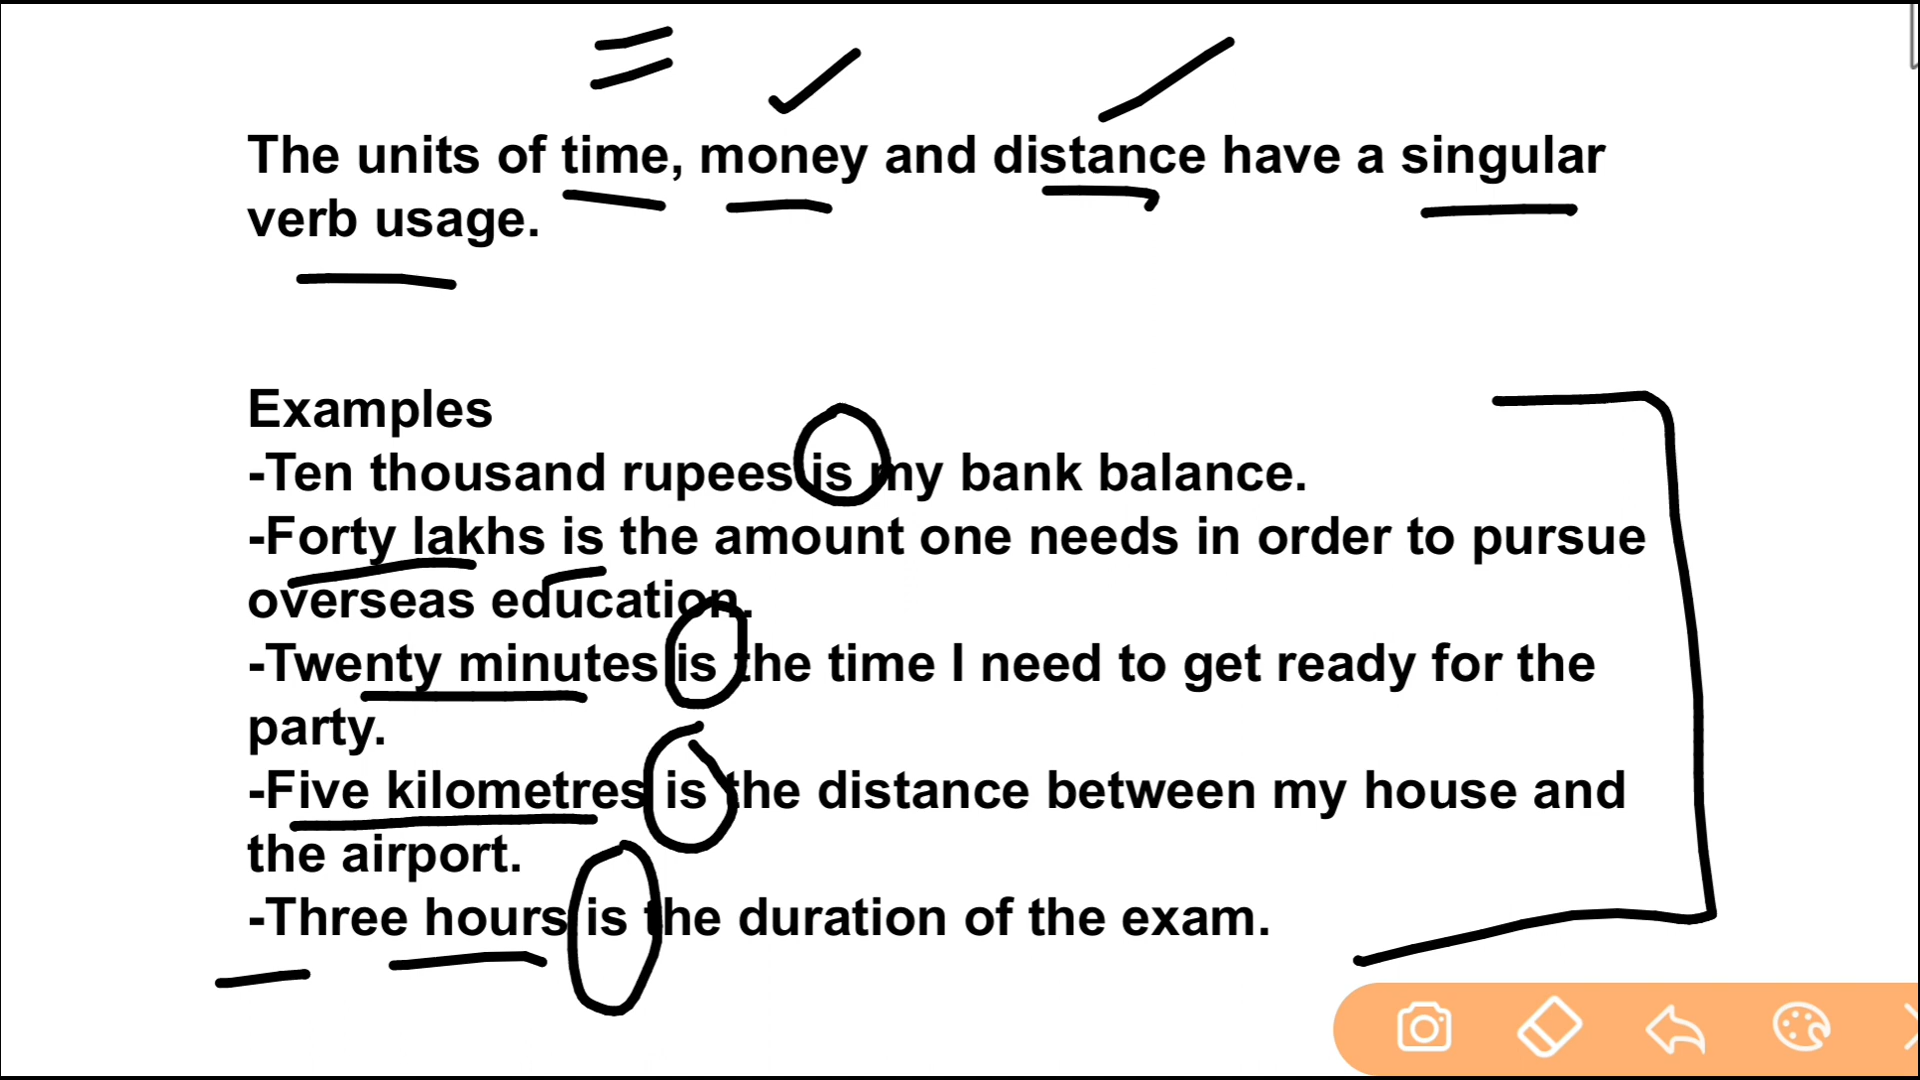 The units of time, money and distance have a singular
verb usage.
Examples
-Ten thousand rupees is my bank balance.
-Forty lakhs is the amount one needs in order to pursue
overseas education.
-Twenty minutes is the time I need to get ready for the
party.
-Five kilometres is the distance between my house and
the airport.
-Three hours is the duration of the exam.